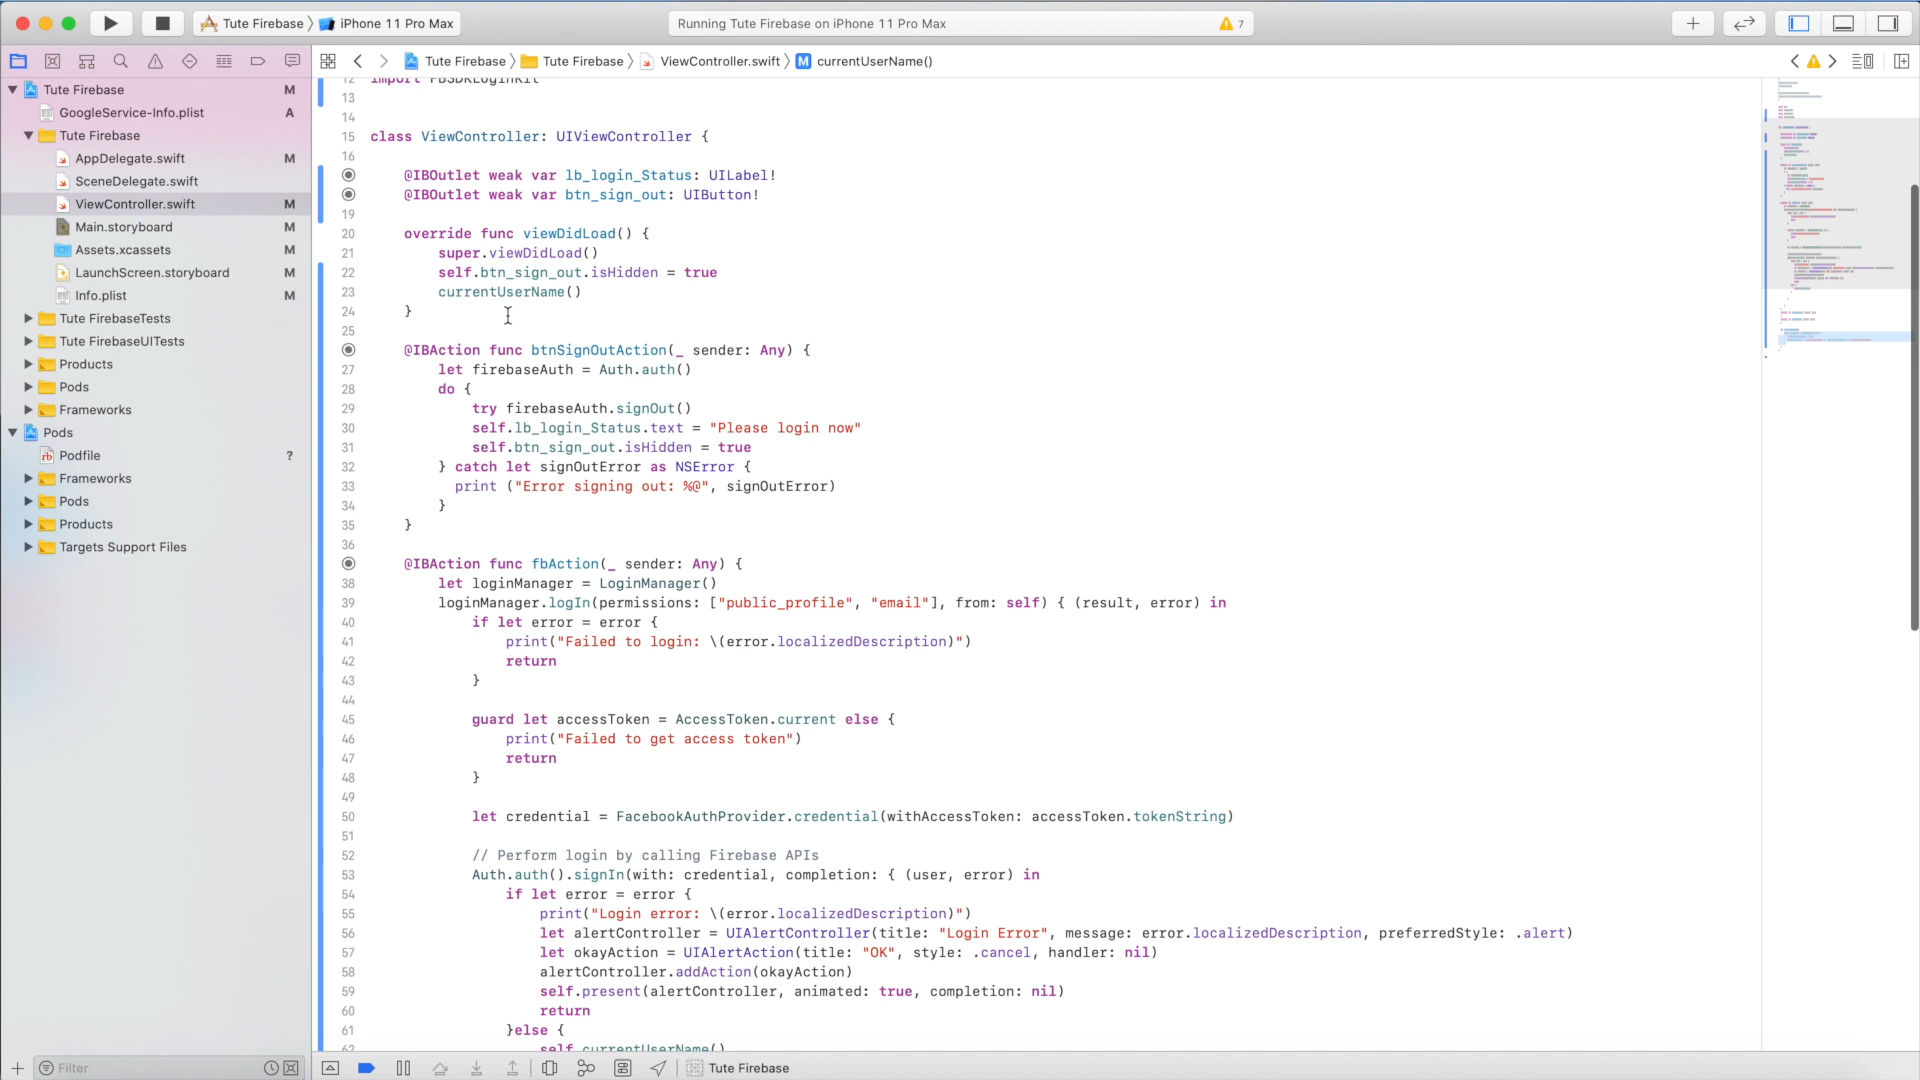 Tute Firebase 〉 iPhone 11 Pro Max
Running Tute Firebase on iPhone 11 Pro Max
7
Tute Firebase 〉 Tute Firebase 〉 ViewController.swift 〉 M currentUserName()
Tute Firebase M
GoogleService-Info.plist A
Tute Firebase
AppDelegate.swift M
SceneDelegate.swift
ViewController.swift M
Main.storyboard M
Assets.xcassets M
LaunchScreen.storyboard M
Info.plist M
Tute FirebaseTests
Tute FirebaseUITests
Products
Pods
Frameworks
Pods
Podfile ?
Frameworks
Pods
Products
Targets Support Files
Filter
12 import FBSDKLoginKit
13
14
15 class ViewController: UIViewController {
16
@IBOutlet weak var lb_login_Status: UILabel!
@IBOutlet weak var btn_sign_out: UIButton!
19
20 override func viewDidLoad() {
21 super.viewDidLoad()
22 self.btn_sign_out.isHidden = true
23 currentUserName()
24 }
25
@IBAction func btnSignOutAction(_ sender: Any) {
27 let firebaseAuth = Auth.auth()
28 do {
29 try firebaseAuth.signOut()
30 self.lb_login_Status.text = "Please login now"
31 self.btn_sign_out.isHidden = true
32 } catch let signOutError as NSError {
33 print ("Error signing out: %@", signOutError)
34 }
35 }
36
@IBAction func fbAction(_ sender: Any) {
38 let loginManager = LoginManager()
39 loginManager.logIn(permissions: ["public_profile", "email"], from: self) { (result, error) in
40 if let error = error {
41 print("Failed to login: \(error.localizedDescription)")
42 return
43 }
44
45 guard let accessToken = AccessToken.current else {
46 print("Failed to get access token")
47 return
48 }
49
50 let credential = FacebookAuthProvider.credential(withAccessToken: accessToken.tokenString)
51
52 // Perform login by calling Firebase APIs
53 Auth.auth().signIn(with: credential, completion: { (user, error) in
54 if let error = error {
55 print("Login error: \(error.localizedDescription)")
56 let alertController = UIAlertController(title: "Login Error", message: error.localizedDescription, preferredStyle: .alert)
57 let okayAction = UIAlertAction(title: "OK", style: .cancel, handler: nil)
58 alertController.addAction(okayAction)
59 self.present(alertController, animated: true, completion: nil)
60 return
61 }else {
62 self.currentUserName()
Tute Firebase